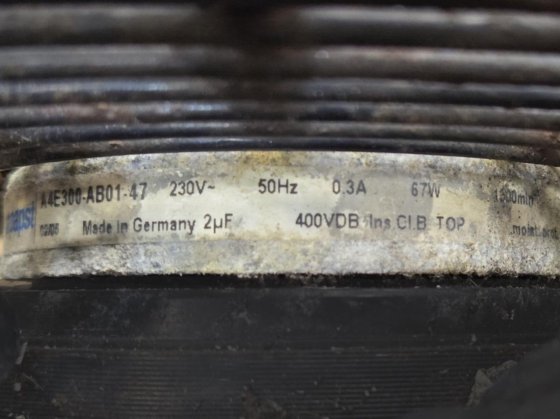 A4E300-AB01-47 230V~ 50Hz 0.3A 67W
Made in Germany 2µF 400VDB Ins.Cl.B TOP